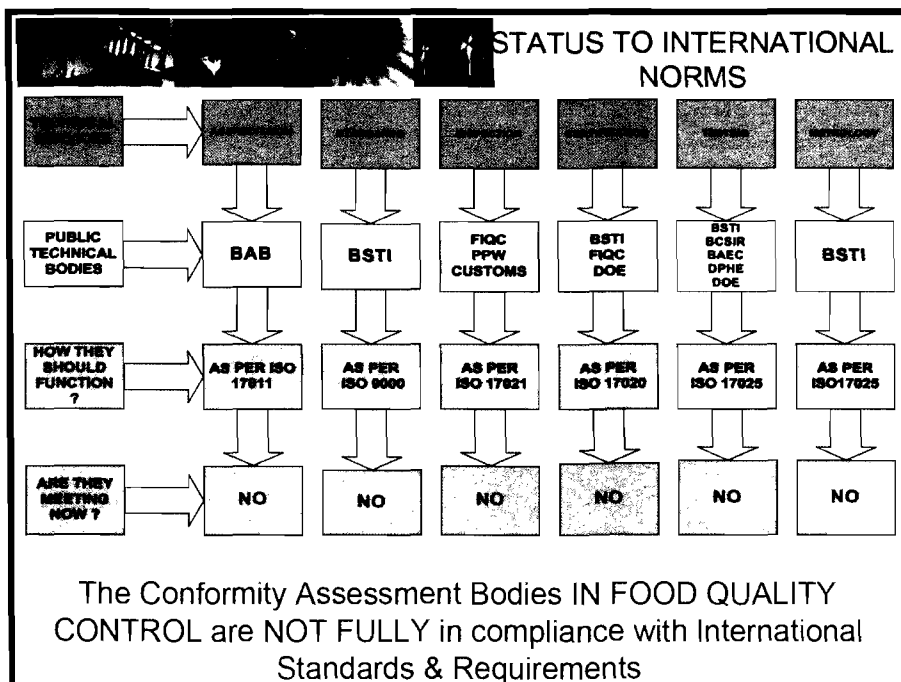 STATUS TO INTERNATIONAL
NORMS
INSPECTION
TESTING
METROLOGY
PUBLIC
TECHNICAL
BODIES
BAB
BSTI
FIQC
PPW
CUSTOMS
BSTI
FIQC
DOE
BSTI
BCSIR
BAEC
DPHE
DOE
BSTI
HOW THEY
SHOULD
FUNCTION
?
AS PER ISO
17011
AS PER
ISO 9000
AS PER
ISO 17021
AS PER
ISO 17020
AS PER
ISO 17025
AS PER
ISO17025
ARE THEY
MEETING
NOW ?
NO
NO
NO
NO
NO
NO
The Conformity Assessment Bodies IN FOOD QUALITY
CONTROL are NOT FULLY in compliance with International
Standards & Requirements